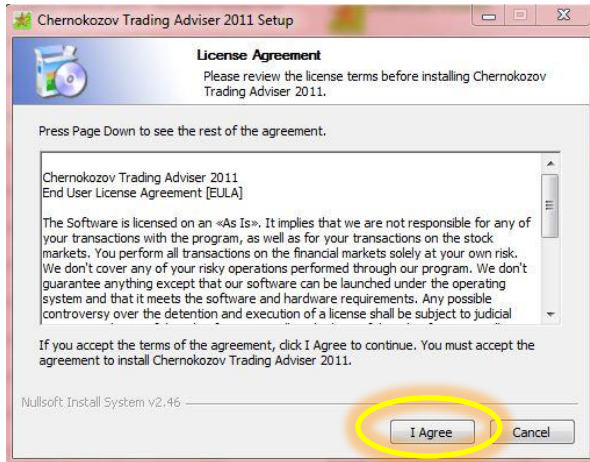 Chernokozov Trading Adviser 2011 Setup
License Agreement
Please review the license terms before installing Chernokozov
Trading Adviser 2011.
Press Page Down to see the rest of the agreement.
Chernokozov Trading Adviser 2011
End User License Agreement [EULA]
The Software is licensed on an «As Is». It implies that we are not responsible for any of
your transactions with the program, as well as for your transactions on the stock
markets. You perform all transactions on the financial markets solely at your own risk.
We don't cover any of your risky operations performed through our program. We don't
guarantee anything except that our software can be launched under the operating
system and that it meets the software and hardware requirements. Any possible
controversy over the detention and execution of a license shall be subject to judicial
If you accept the terms of the agreement, click I Agree to continue. You must accept the
agreement to install Chernokozov Trading Adviser 2011.
Nullsoft Install System v2.46
I Agree
Cancel